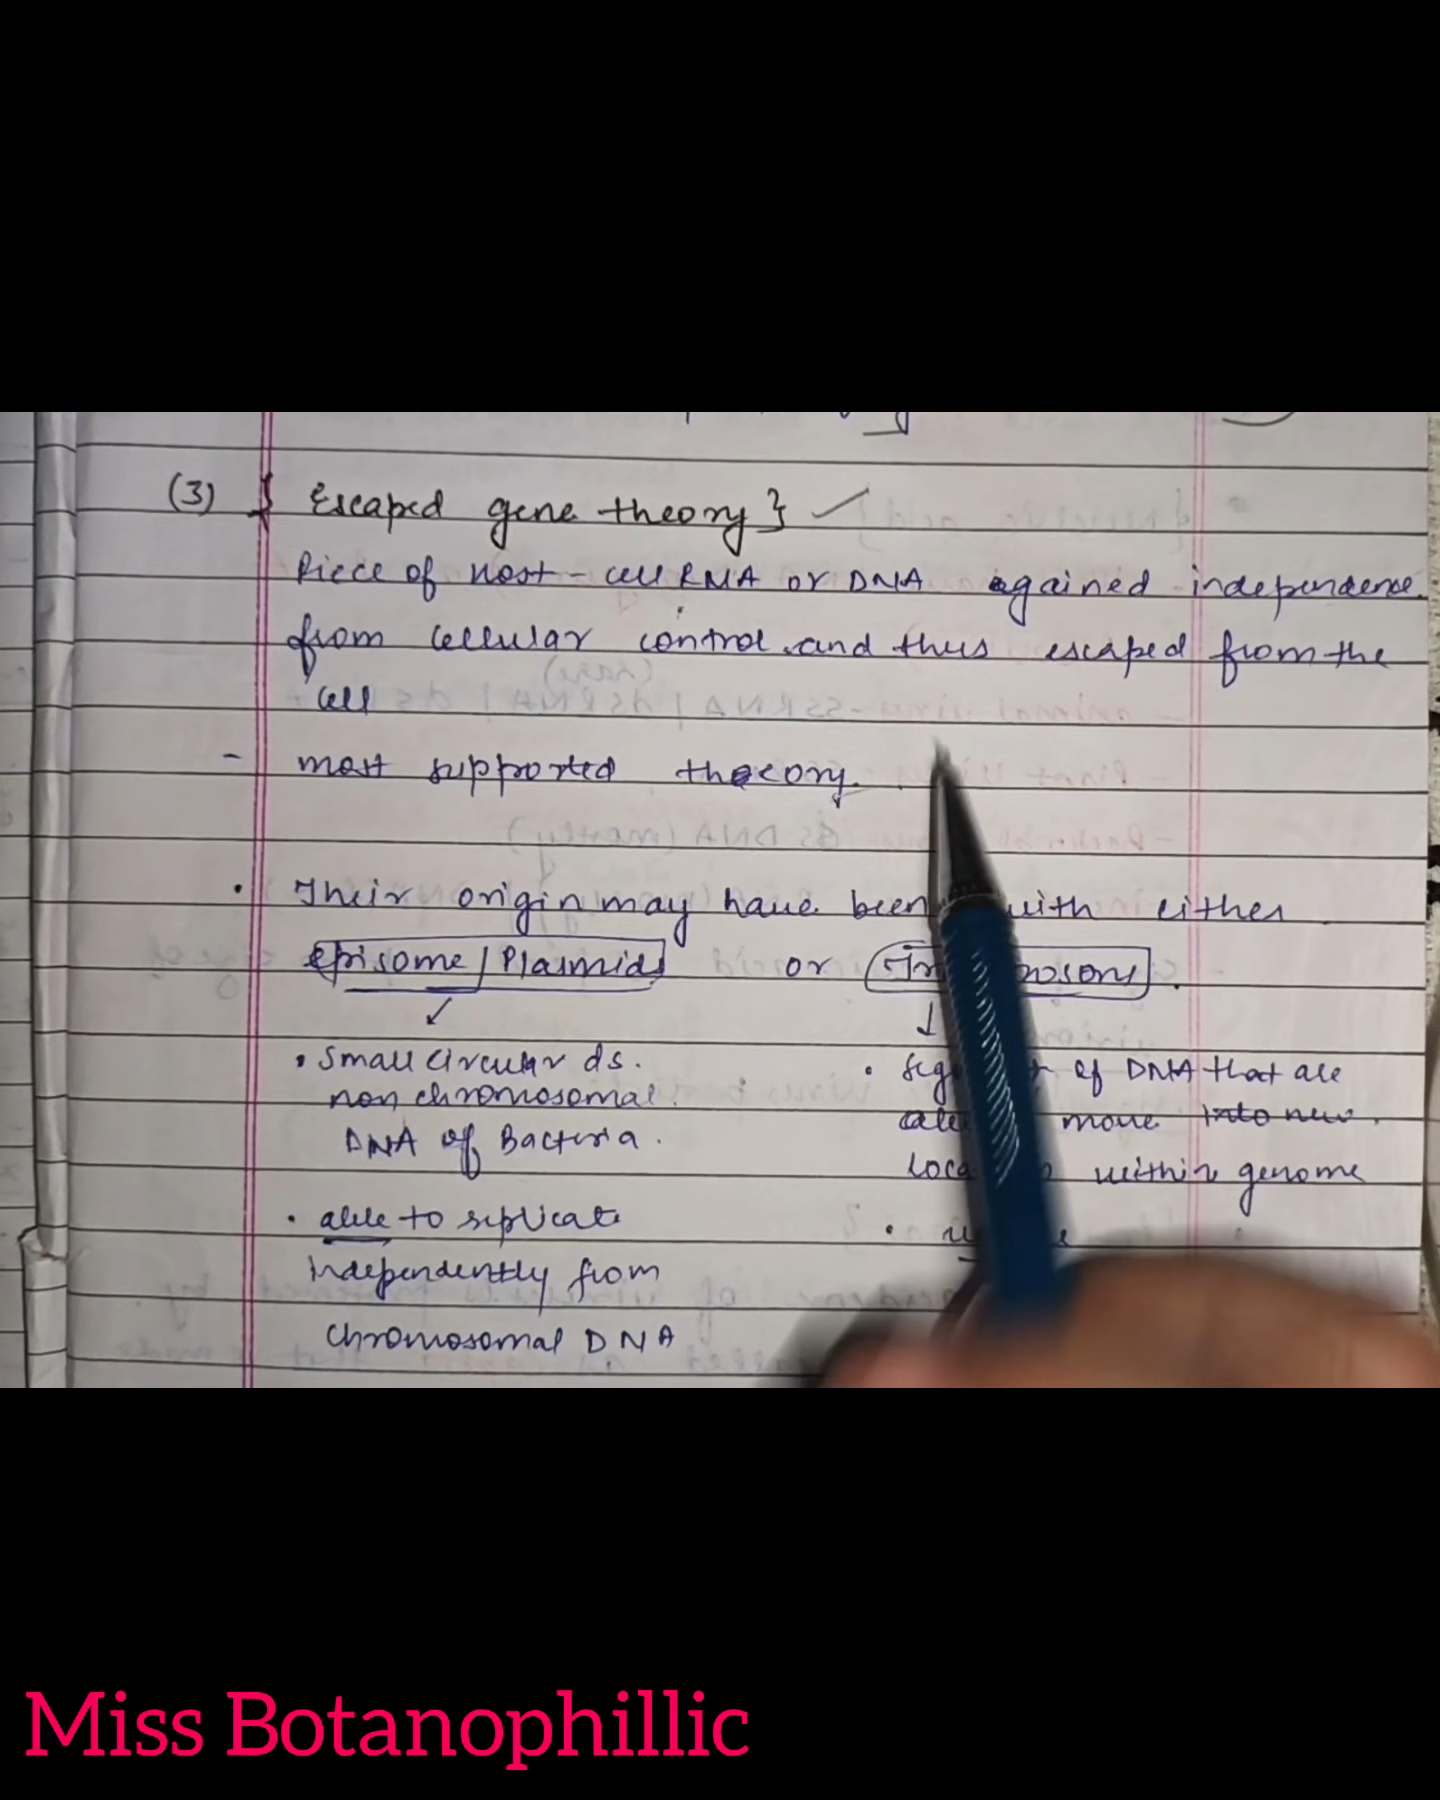 (3) { Escaped gene theory}
Piece of host-cell RNA or DNA gained independence
from cellular control and thus escaped from the
cell
- most supported theory.
• Their origin may have been with either
episome/Plasmids or
• Small circular ds.
non chromosomal
DNA of Bacteria.
• able to replicate
independently from
chromosomal DNA
of DNA that are
move into new
within genome
Miss Botanophillic